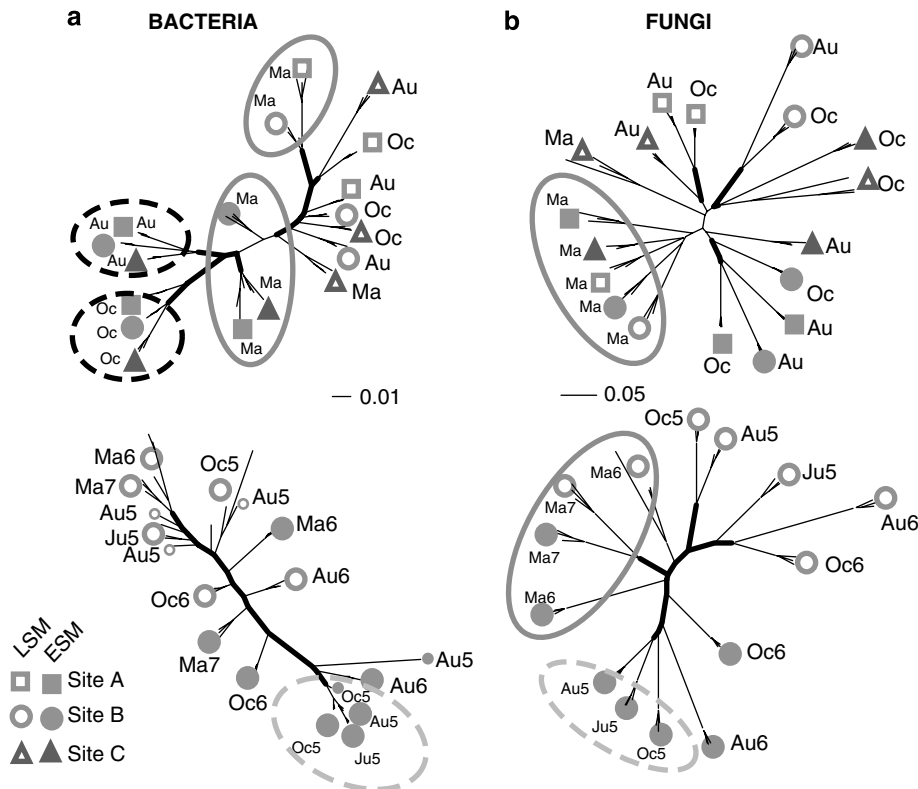 a BACTERIA
b FUNGI
Ma
Ma
Au
Oc
Au
Oc
Oc
Au
Ma
Ma
Ma
Ma
Au
Au
Au
Oc
Oc
Oc
0.01
Au
Au
Oc
Oc
Ma
Au
Oc
Oc
Ma
Ma
Ma
Ma
Ma
Au
Oc
Au
Oc
Au
0.05
Ma6
Ma7
Au5
Ju5
Au5
Oc5
Au5
Ma6
Au6
Oc6
Ma7
Oc6
Au5
Au6
Oc5
Au5
Oc5
Ju5
Oc5
Au5
Ju5
Au6
Oc6
Ma6
Ma7
Ma7
Ma6
Oc6
Au5
Ju5
Oc5
Au6
LSM
ESM
Site A
Site B
Site C